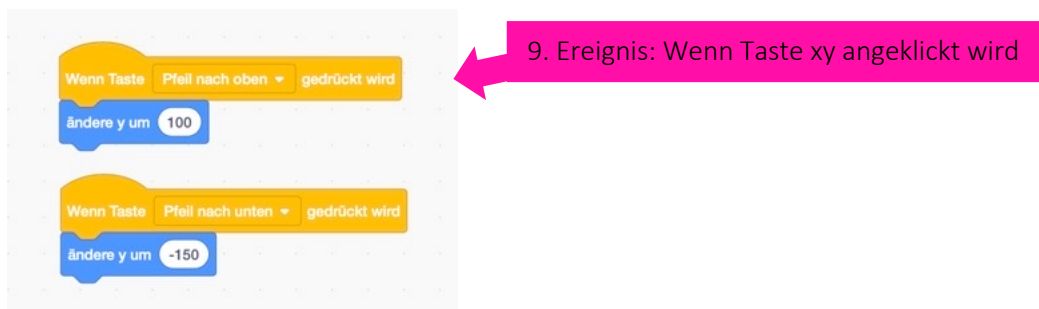 9. Ereignis: Wenn Taste xy angeklickt wird
Wenn Taste Pfeil nach oben gedrückt wird
ändere y um 100
Wenn Taste Pfeil nach unten gedrückt wird
ändere y um -150